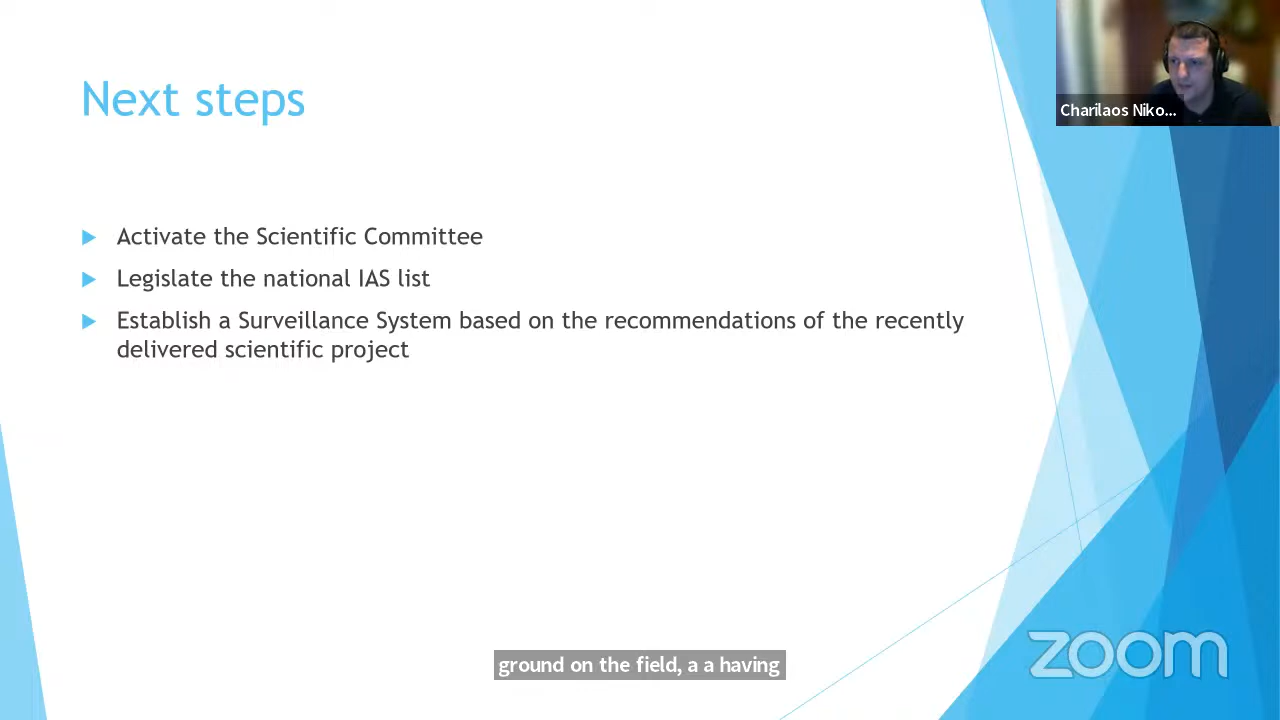 Charilaos Niko...
Next steps
Activate the Scientific Committee
Legislate the national IAS list
Establish a Surveillance System based on the recommendations of the recently
delivered scientific project
ground on the field, a a having
zoom